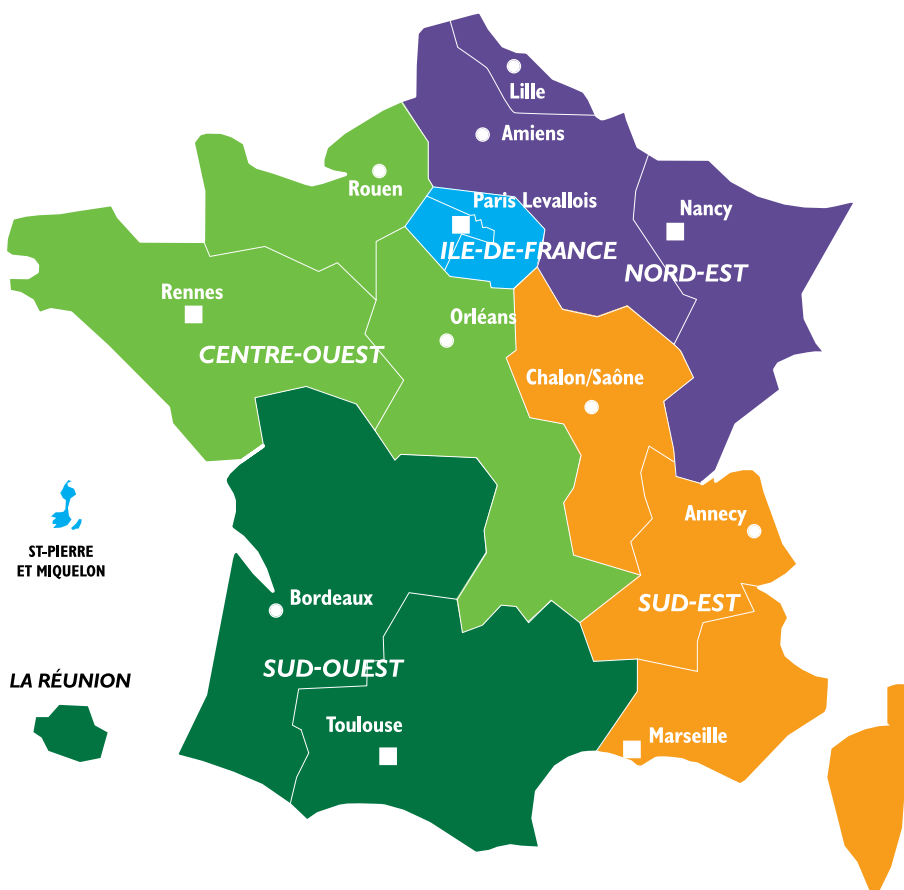 Lille
Amiens
Rouen
Paris Levallois
Nancy
ILE-DE-FRANCE
NORD-EST
Rennes
Orléans
CENTRE-OUEST
Chalon/Saône
Annecy
ST-PIERRE
ET MIQUELON
Bordeaux
SUD-EST
SUD-OUEST
LA RÉUNION
Toulouse
Marseille